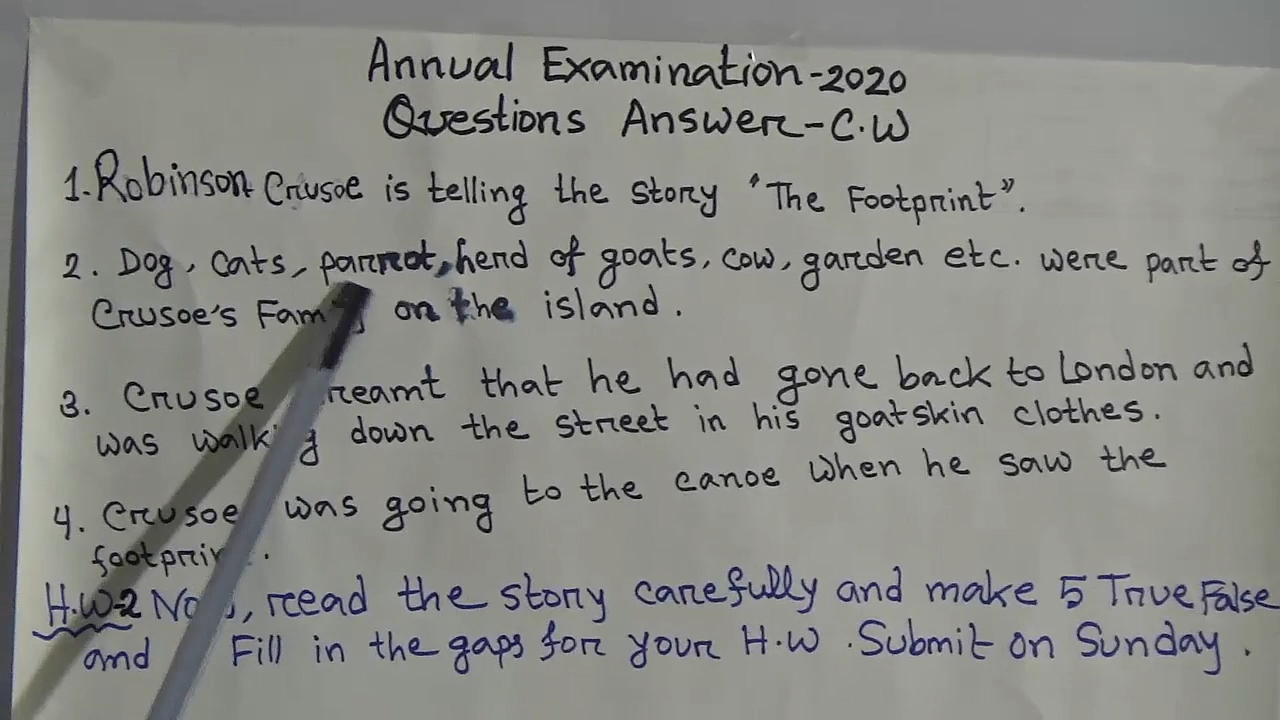 Annual Examination-2020
Questions Answer-C.W
1. Robinson Crusoe is telling the story "The Footprint".
2. Dog, cats, parrot, herd of goats, cow, garden etc. were part of
Crusoe's on the island.
3. Crusoe that he had gone back to London and
was down the street in his goatskin clothes.
4. Crusoe was going to the canoe when he saw the
H.W-2 read the story carefully and make 5 True False
and Fill in the gaps for your H.W. Submit on Sunday.